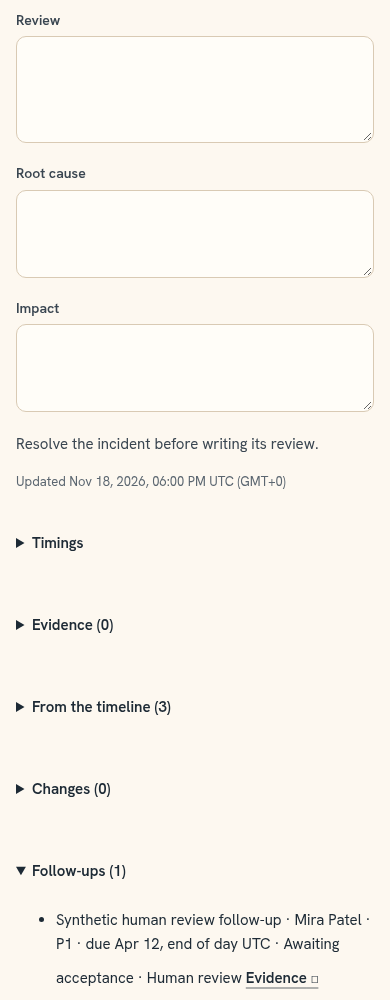 Review
Root cause
Impact
Resolve the incident before writing its review.
Updated Nov 18, 2026, 06:00 PM UTC (GMT+0)
▶ Timings
▶ Evidence (0)
▶ From the timeline (3)
▶ Changes (0)
▼ Follow-ups (1)
• Synthetic human review follow-up · Mira Patel ·
P1 · due Apr 12, end of day UTC · Awaiting
acceptance · Human review Evidence □